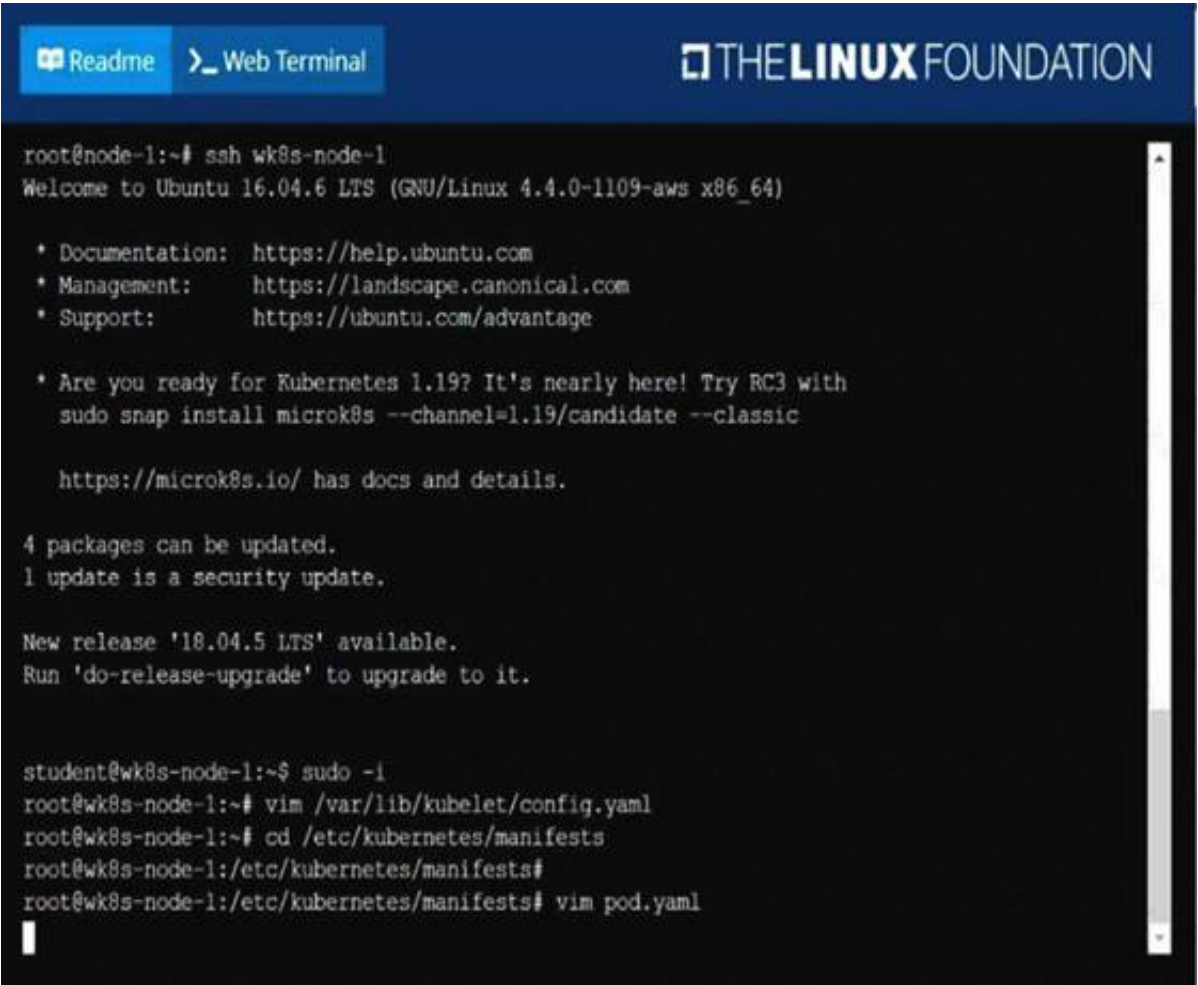 Readme
Web Terminal
THE LINUX FOUNDATION
root@node-1:~# ssh wk8s-node-1
Welcome to Ubuntu 16.04.6 LTS (GNU/Linux 4.4.0-1109-aws x86_64)
* Documentation: https://help.ubuntu.com
* Management: https://landscape.canonical.com
* Support: https://ubuntu.com/advantage
* Are you ready for Kubernetes 1.19? It's nearly here! Try RC3 with
sudo snap install microk8s --channel=1.19/candidate --classic
https://microk8s.io/ has docs and details.
4 packages can be updated.
1 update is a security update.
New release '18.04.5 LTS' available.
Run 'do-release-upgrade' to upgrade to it.
student@wk8s-node-1:~$ sudo -i
root@wk8s-node-1:~# vim /var/lib/kubelet/config.yaml
root@wk8s-node-1:~# cd /etc/kubernetes/manifests
root@wk8s-node-1:/etc/kubernetes/manifests#
root@wk8s-node-1:/etc/kubernetes/manifests# vim pod.yaml